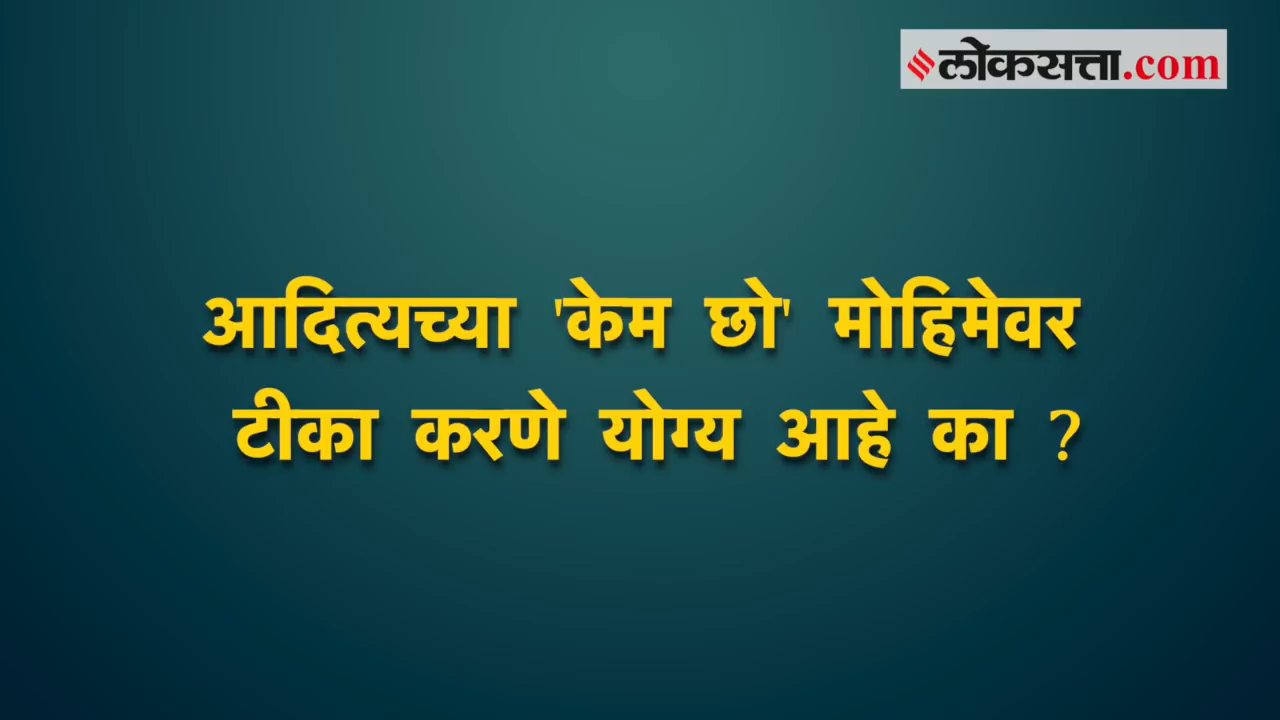 लोकसत्ता.com
आदित्यच्या 'केम छो' मोहिमेवर
टीका करणे योग्य आहे का ?